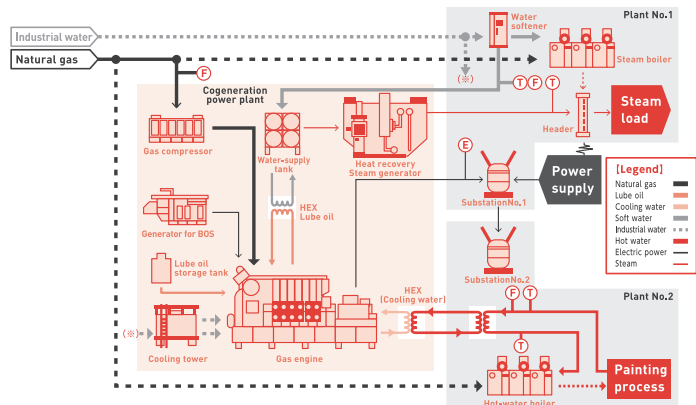 Industrial water
Natural gas
Water
softener
Plant No.1
Steam boiler
(※)
F
Cogeneration
power plant
T F T
Steam
load
Header
Gas compressor
Water-supply
tank
Heat recovery
Steam generator
E
Power
supply
SubstationNo.1
HEX
Lube oil
Generator for BOS
SubstationNo.2
[Legend]
Natural gas
Lube oil
Cooling water
Soft water
Industrial water
Hot water
Electric power
Steam
Lube oil
storage tank
HEX
(Cooling water)
F T
Plant No.2
(※)
Cooling tower
Gas engine
T
Hot-water boiler
Painting
process